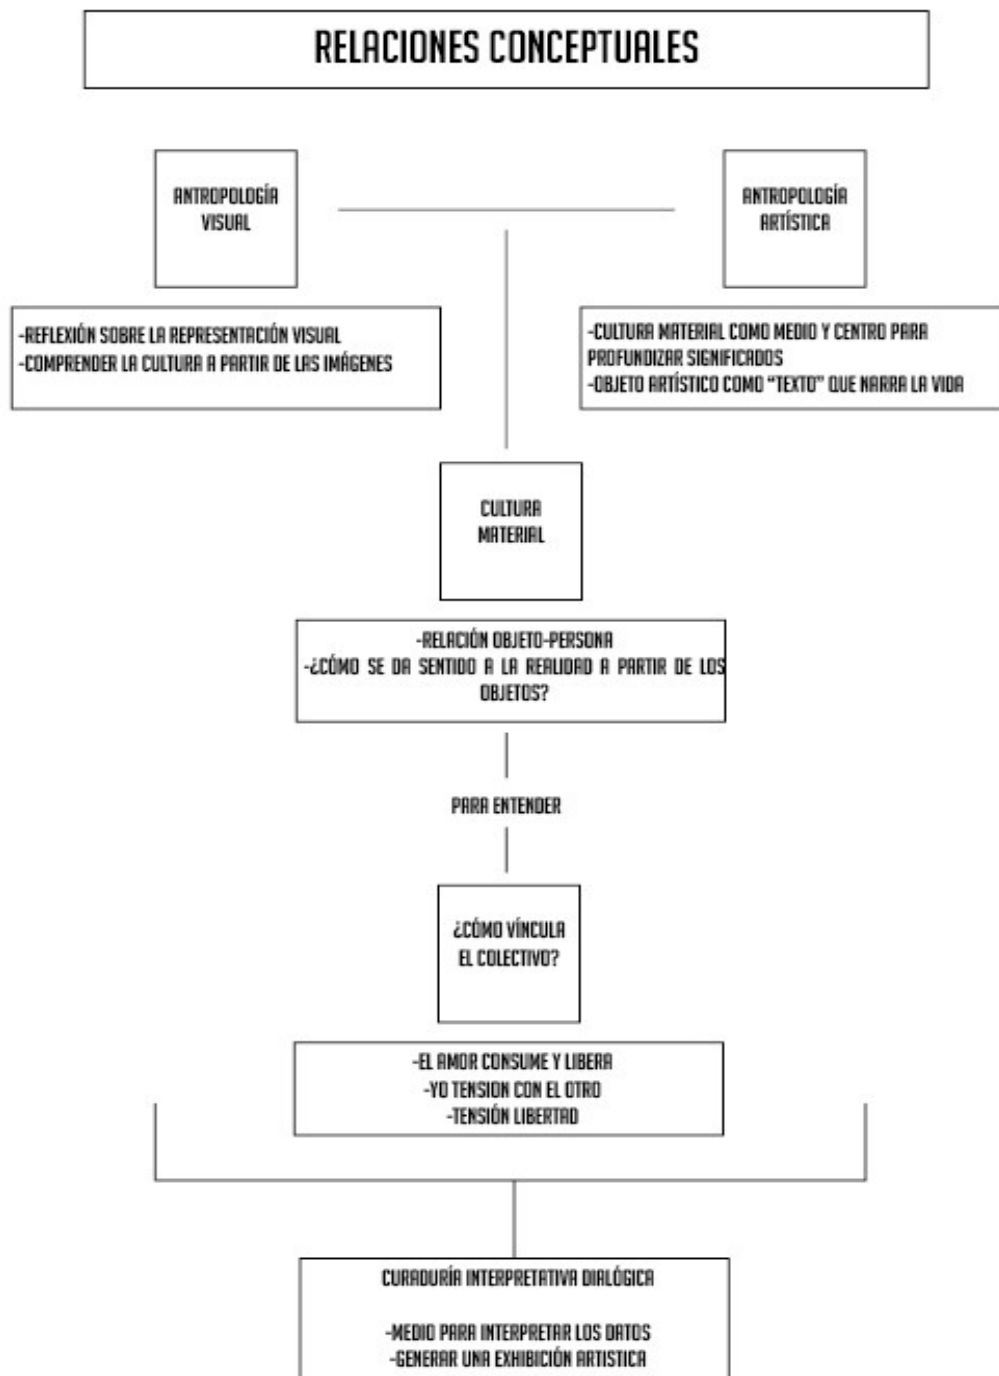 RELACIONES CONCEPTUALES
ANTROPOLOGÍA
VISUAL
ANTROPOLOGÍA
ARTÍSTICA
-REFLEXIÓN SOBRE LA REPRESENTACIÓN VISUAL
-COMPRENDER LA CULTURA A PARTIR DE LAS IMÁGENES
-CULTURA MATERIAL COMO MEDIO Y CENTRO PARA
PROFUNDIZAR SIGNIFICADOS
-OBJETO ARTÍSTICO COMO “TEXTO” QUE NARRA LA VIDA
CULTURA
MATERIAL
-RELACIÓN OBJETO-PERSONA
-¿CÓMO SE DA SENTIDO A LA REALIDAD A PARTIR DE LOS
OBJETOS?
PARA ENTENDER
¿CÓMO VÍNCULA
EL COLECTIVO?
-EL AMOR CONSUME Y LIBERA
-YO TENSION CON EL OTRO
-TENSIÓN LIBERTAD
CURADURÍA INTERPRETATIVA DIALÓGICA
-MEDIO PARA INTERPRETAR LOS DATOS
-GENERAR UNA EXHIBICIÓN ARTISTICA